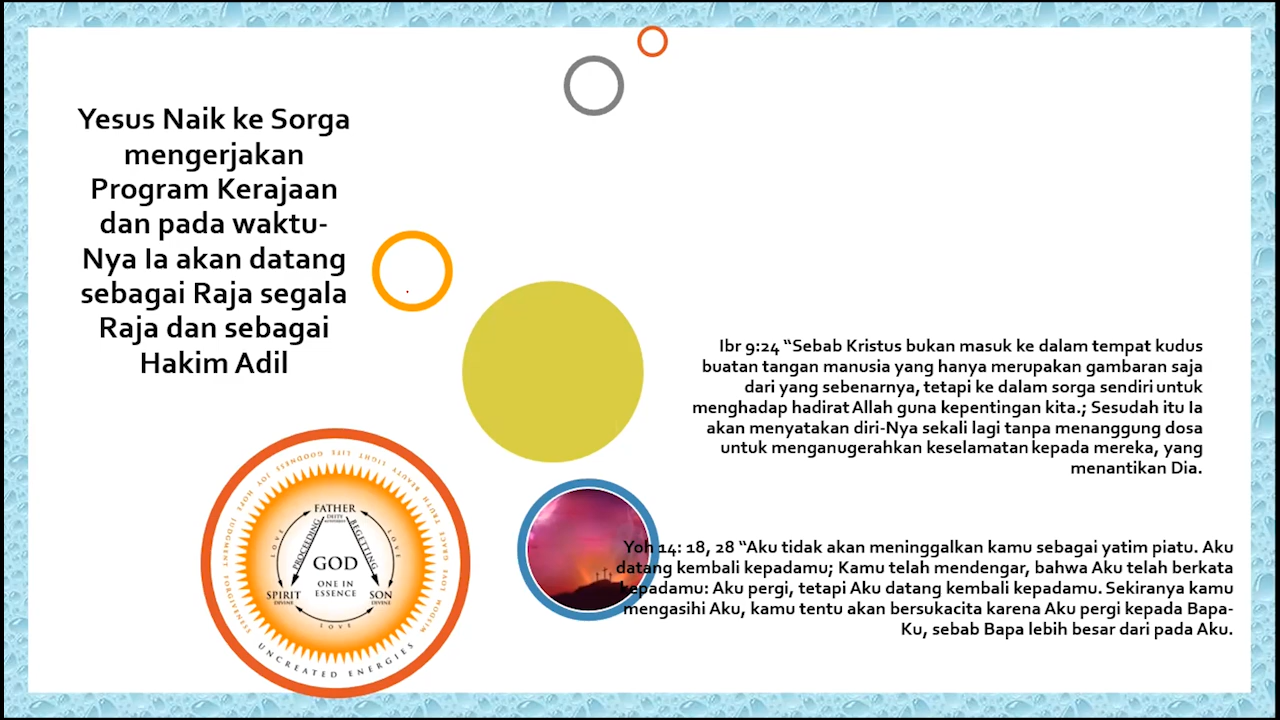 Yesus Naik ke Sorga
mengerjakan
Program Kerajaan
dan pada waktu-
Nya Ia akan datang
sebagai Raja segala
Raja dan sebagai
Hakim Adil
Ibr 9:24 “Sebab Kristus bukan masuk ke dalam tempat kudus
buatan tangan manusia yang hanya merupakan gambaran saja
dari yang sebenarnya, tetapi ke dalam sorga sendiri untuk
menghadap hadirat Allah guna kepentingan kita.; Sesudah itu Ia
akan menyatakan diri-Nya sekali lagi tanpa menanggung dosa
untuk menganugerahkan keselamatan kepada mereka, yang
menantikan Dia.
Yoh 14: 18, 28 “Aku tidak akan meninggalkan kamu sebagai yatim piatu. Aku
datang kembali kepadamu; Kamu telah mendengar, bahwa Aku telah berkata
kepadamu: Aku pergi, tetapi Aku datang kembali kepadamu. Sekiranya kamu
mengasihi Aku, kamu tentu akan bersukacita karena Aku pergi kepada Bapa-
Ku, sebab Bapa lebih besar dari pada Aku.
FATHER
DEITY
PROCEEDING
BEGETTING
LOVE
LOVE
GOD
ONE IN
ESSENCE
SPIRIT
DIVINE
SON
DIVINE
LOVE
FORGIVENESS JUDGMENT HOPE JOY GOODNESS LIFE LIGHT BEAUTY TRUTH GRACE LOVE WISDOM
UNCREATED ENERGIES